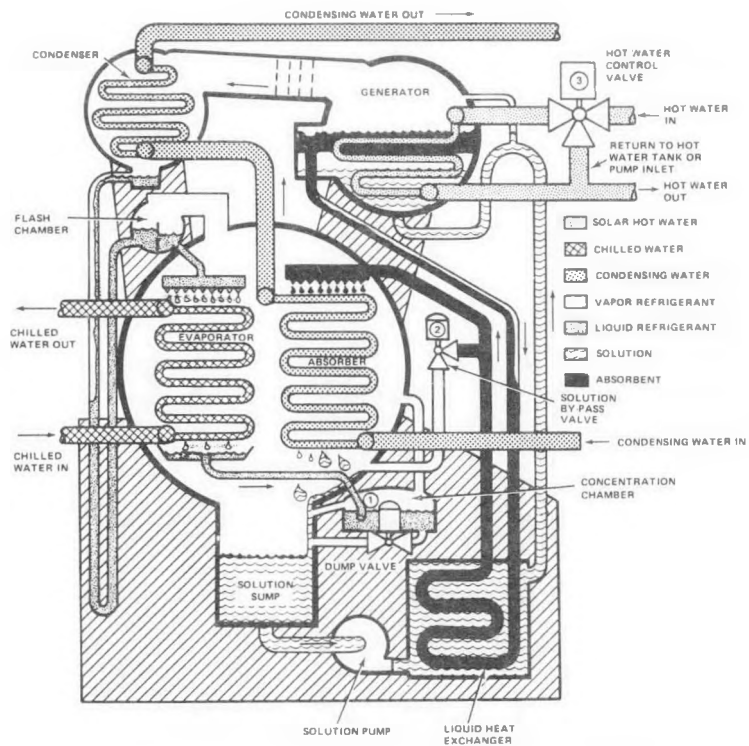 CONDENSING WATER OUT
CONDENSER
GENERATOR
HOT WATER
CONTROL
VALVE
3
HOT WATER
IN
RETURN TO HOT
WATER TANK OR
PUMP INLET
HOT WATER
OUT
FLASH
CHAMBER
SOLAR HOT WATER
CHILLED WATER
CONDENSING WATER
VAPOR REFRIGERANT
LIQUID REFRIGERANT
SOLUTION
ABSORBENT
CHILLED
WATER OUT
EVAPORATOR
ABSORBER
2
SOLUTION
BY-PASS
VALVE
CHILLED
WATER IN
CONDENSING WATER IN
CONCENTRATION
CHAMBER
1
DUMP VALVE
SOLUTION
SUMP
SOLUTION PUMP
LIQUID HEAT
EXCHANGER